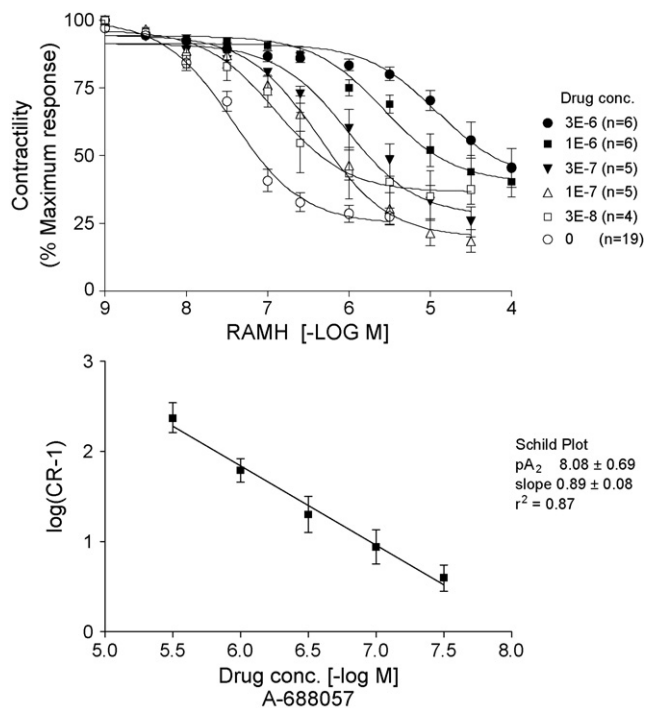 100
75
50
25
0
Contractility
(% Maximum response)
9 8 7 6 5 4
RAMH [-LOG M]
Drug conc.
3E-6 (n=6)
1E-6 (n=6)
3E-7 (n=5)
1E-7 (n=5)
3E-8 (n=4)
0 (n=19)
3
2
1
0
log(CR-1)
5.0 5.5 6.0 6.5 7.0 7.5 8.0
Drug conc. [-log M]
A-688057
Schild Plot
pA₂ 8.08 ± 0.69
slope 0.89 ± 0.08
r² = 0.87